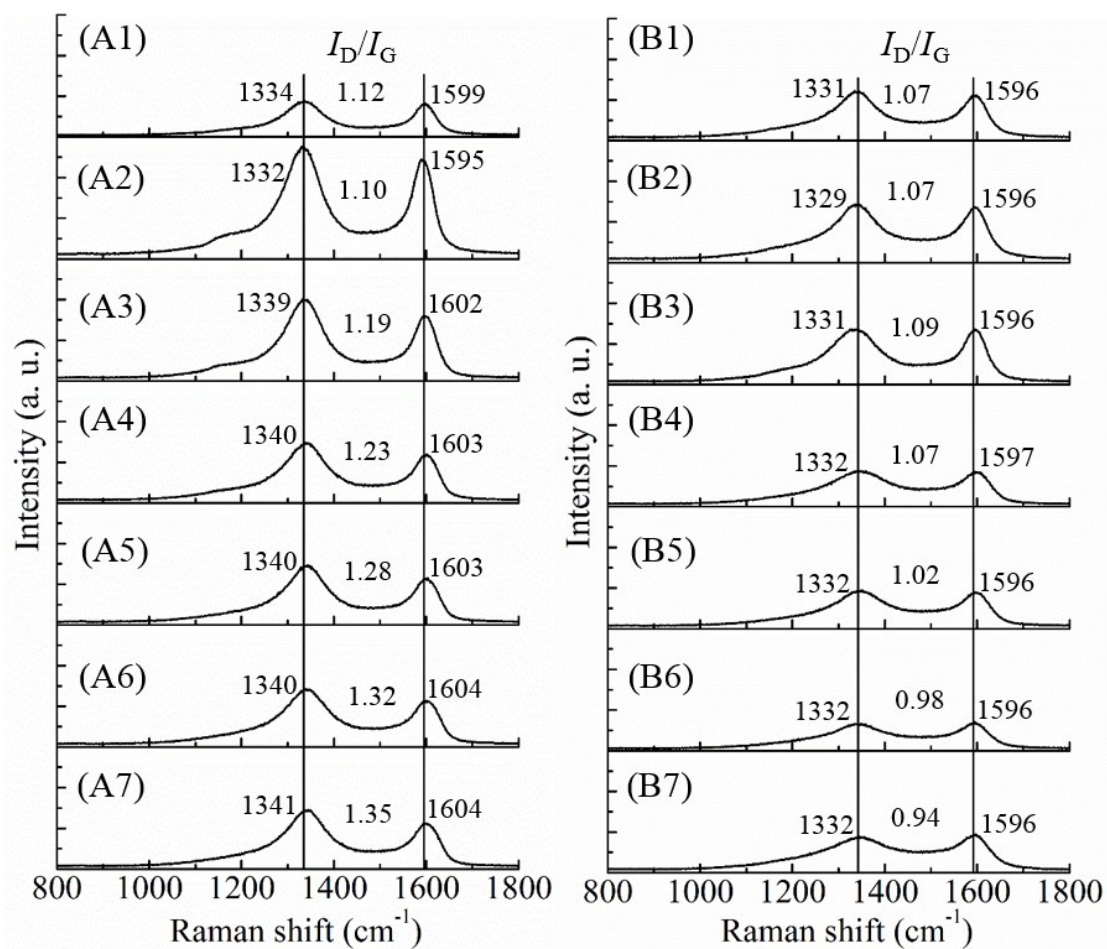 (A1)
I_D/I_G
1334 1.12 1599
(A2)
1332 1.10 1595
(A3)
1339 1.19 1602
(A4)
1340 1.23 1603
(A5)
1340 1.28 1603
(A6)
1340 1.32 1604
(A7)
1341 1.35 1604
800 1000 1200 1400 1600 1800
Raman shift (cm⁻¹)
Intensity (a. u.)
(B1)
I_D/I_G
1331 1.07 1596
(B2)
1329 1.07 1596
(B3)
1331 1.09 1596
(B4)
1332 1.07 1597
(B5)
1332 1.02 1596
(B6)
1332 0.98 1596
(B7)
1332 0.94 1596
800 1000 1200 1400 1600 1800
Raman shift (cm⁻¹)
Intensity (a. u.)